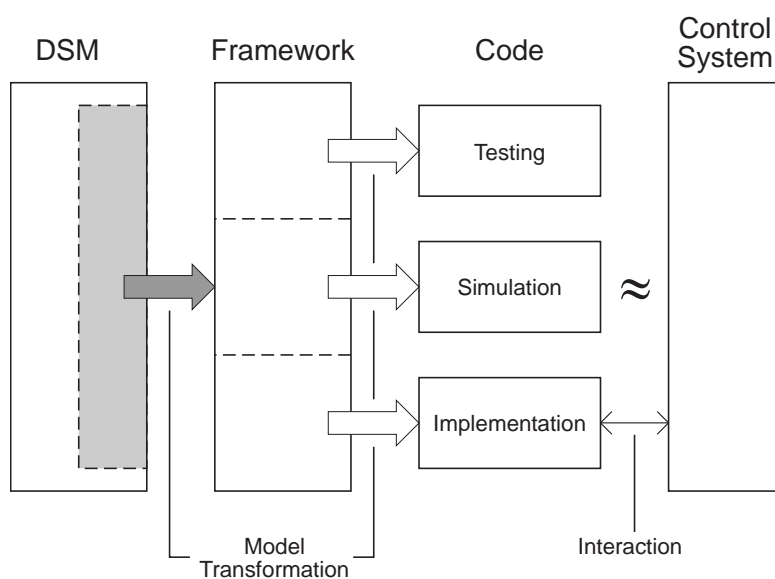 DSM
Framework
Code
Control
System
Testing
Simulation
≈
Implementation
Model
Transformation
Interaction